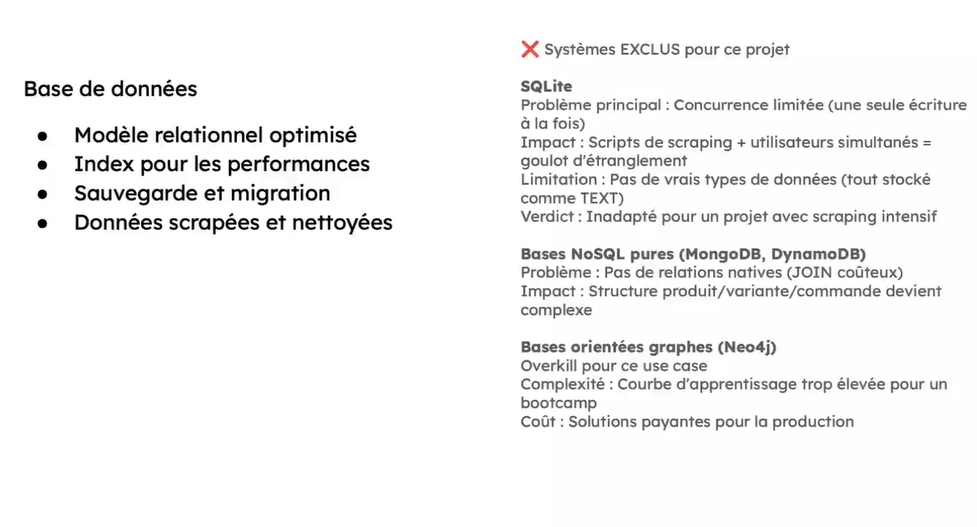 Base de données
● Modèle relationnel optimisé
● Index pour les performances
● Sauvegarde et migration
● Données scrapées et nettoyées
❌ Systèmes EXCLUS pour ce projet
SQLite
Problème principal : Concurrence limitée (une seule écriture
à la fois)
Impact : Scripts de scraping + utilisateurs simultanés =
goulot d'étranglement
Limitation : Pas de vrais types de données (tout stocké
comme TEXT)
Verdict : Inadapté pour un projet avec scraping intensif
Bases NoSQL pures (MongoDB, DynamoDB)
Problème : Pas de relations natives (JOIN coûteux)
Impact : Structure produit/variante/commande devient
complexe
Bases orientées graphes (Neo4j)
Overkill pour ce use case
Complexité : Courbe d'apprentissage trop élevée pour un
bootcamp
Coût : Solutions payantes pour la production